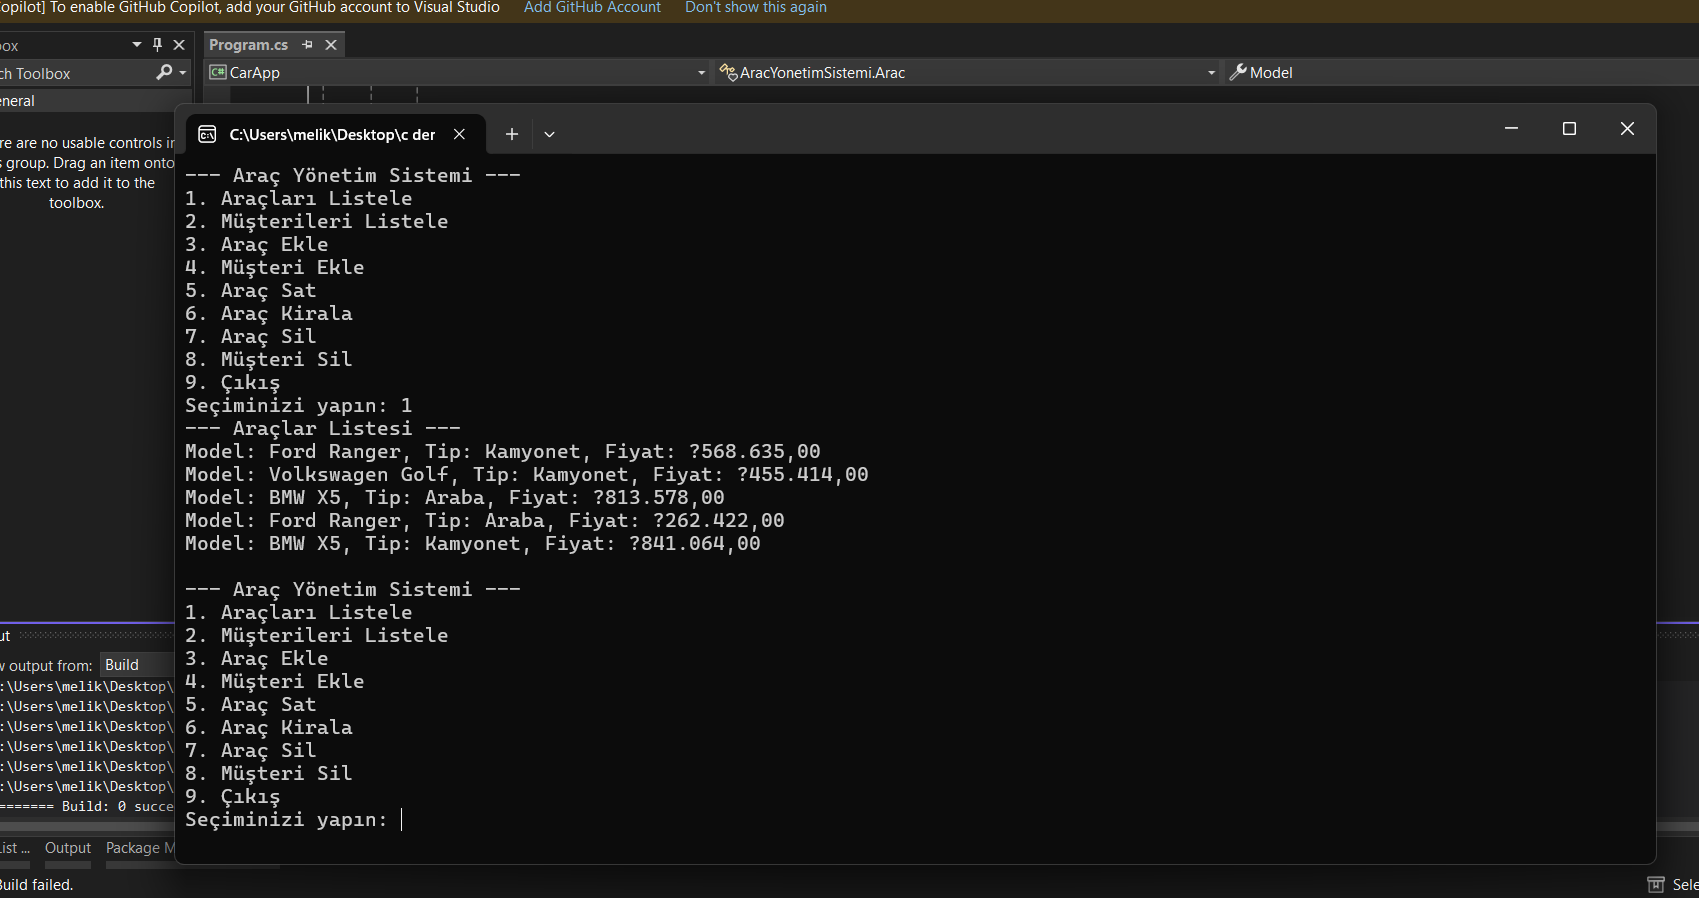 opilot] To enable GitHub Copilot, add your GitHub account to Visual Studio Add GitHub Account Don't show this again
Program.cs
Toolbox
CarApp AracYonetimSistemi.Arac Model
re are no usable controls in
group. Drag an item onto
this text to add it to the
toolbox.
C:\Users\melik\Desktop\c der
--- Araç Yönetim Sistemi ---
1. Araçları Listele
2. Müşterileri Listele
3. Araç Ekle
4. Müşteri Ekle
5. Araç Sat
6. Araç Kirala
7. Araç Sil
8. Müşteri Sil
9. Çıkış
Seçiminizi yapın: 1
--- Araçlar Listesi ---
Model: Ford Ranger, Tip: Kamyonet, Fiyat: ?568.635,00
Model: Volkswagen Golf, Tip: Kamyonet, Fiyat: ?455.414,00
Model: BMW X5, Tip: Araba, Fiyat: ?813.578,00
Model: Ford Ranger, Tip: Araba, Fiyat: ?262.422,00
Model: BMW X5, Tip: Kamyonet, Fiyat: ?841.064,00
--- Araç Yönetim Sistemi ---
1. Araçları Listele
2. Müşterileri Listele
3. Araç Ekle
4. Müşteri Ekle
5. Araç Sat
6. Araç Kirala
7. Araç Sil
8. Müşteri Sil
9. Çıkış
Seçiminizi yapın:
output from: Build
:\Users\melik\Desktop\
:\Users\melik\Desktop\
:\Users\melik\Desktop\
:\Users\melik\Desktop\
:\Users\melik\Desktop\
:\Users\melik\Desktop\
======= Build: 0 succe
ist ... Output Package M
Build failed.
Sele